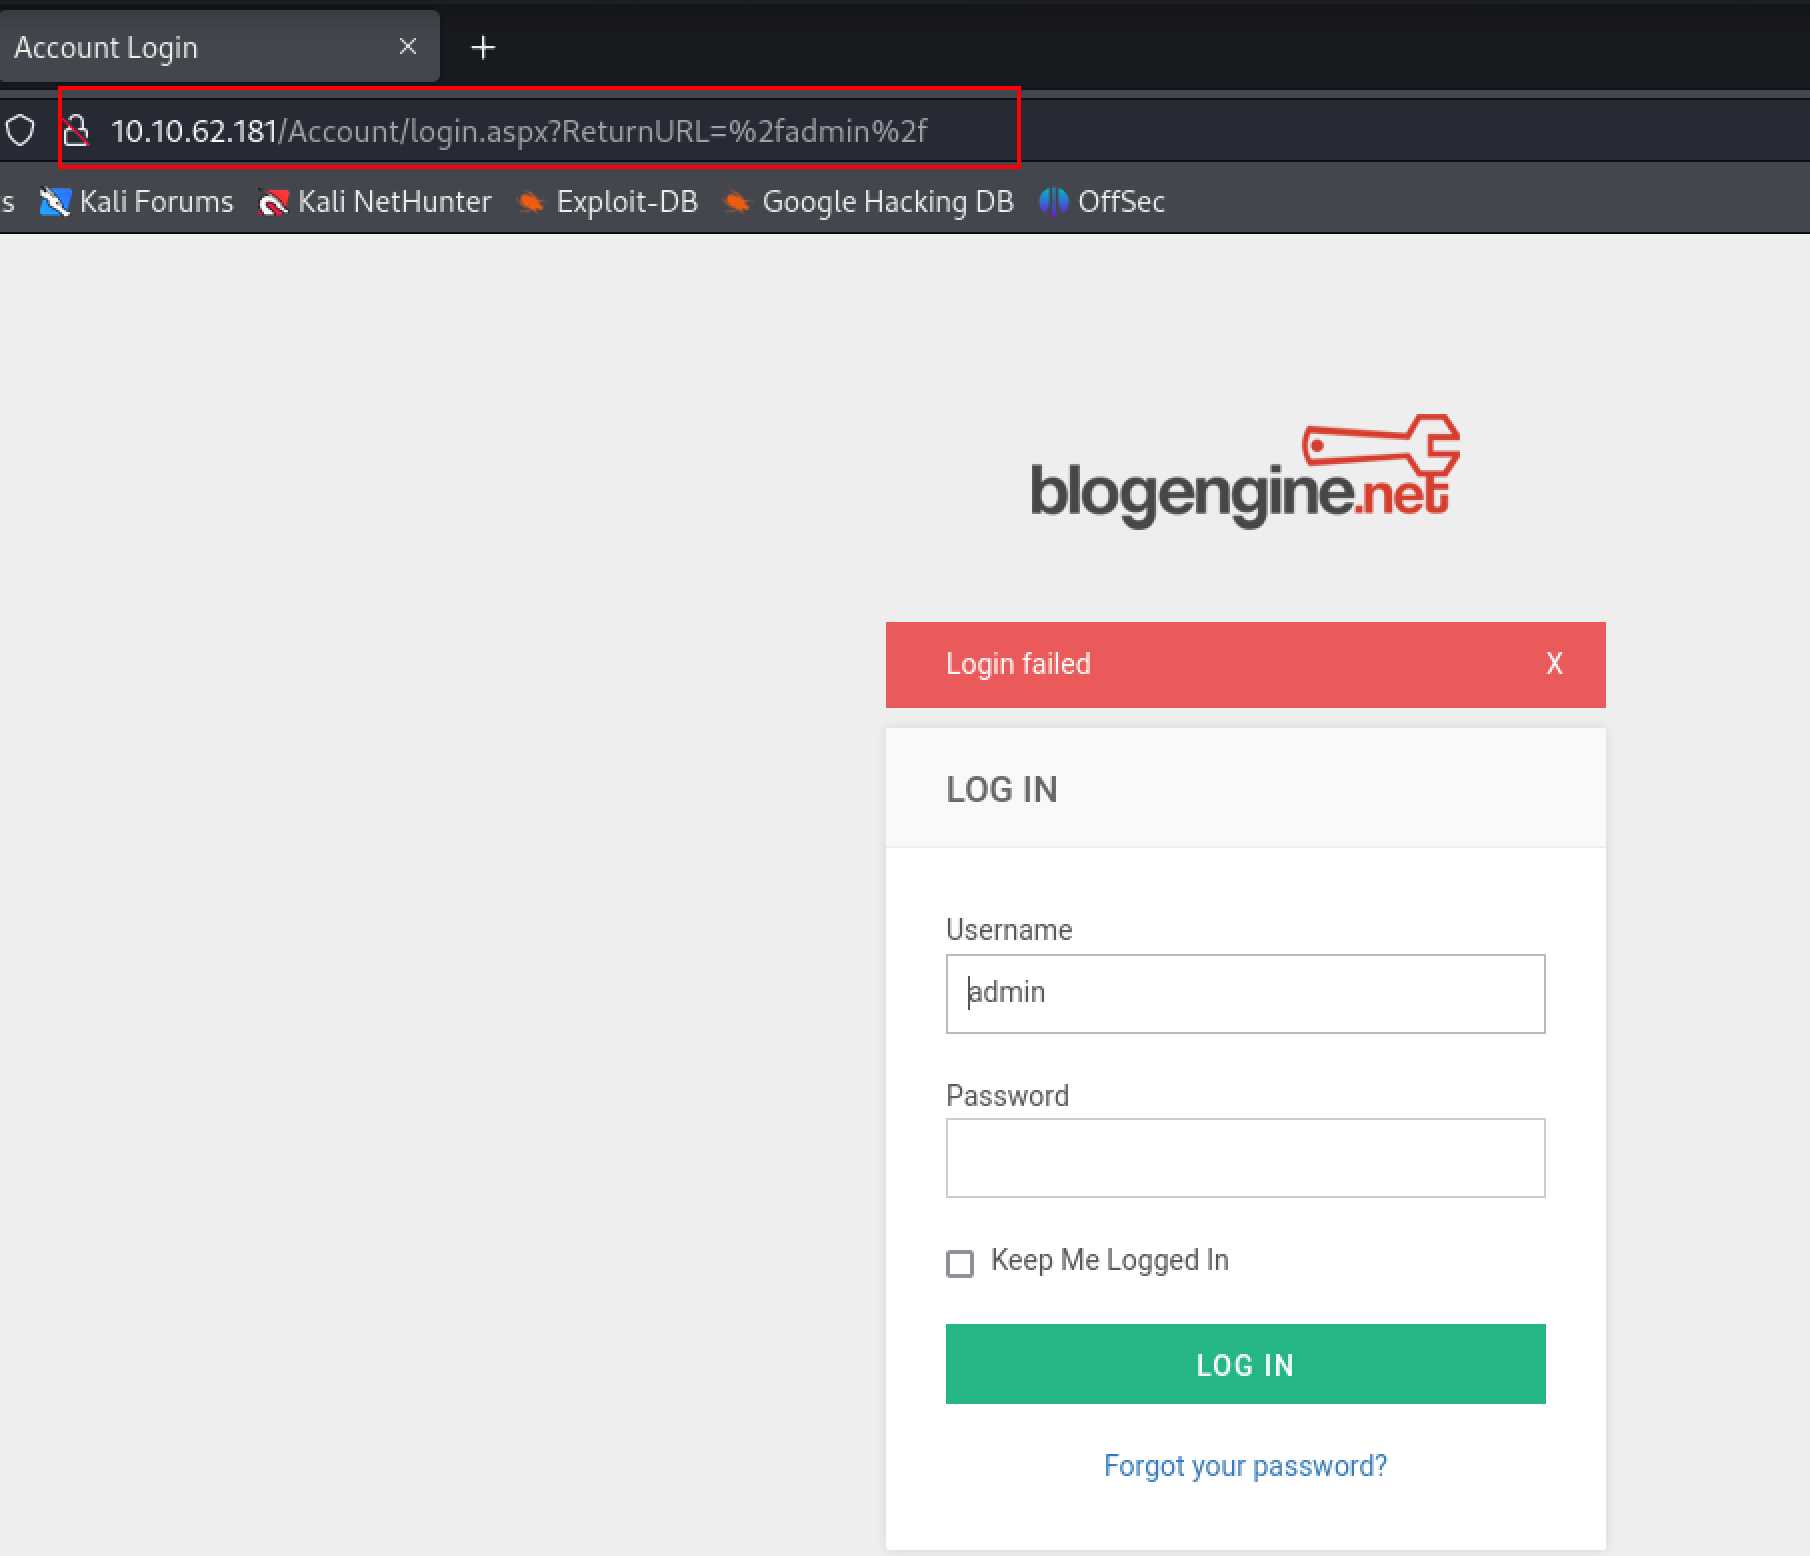 Account Login
10.10.62.181/Account/login.aspx?ReturnURL=%2fadmin%2f
s Kali Forums Kali NetHunter Exploit-DB Google Hacking DB OffSec
blogengine.net
Login failed X
LOG IN
Username
admin
Password
Keep Me Logged In
LOG IN
Forgot your password?